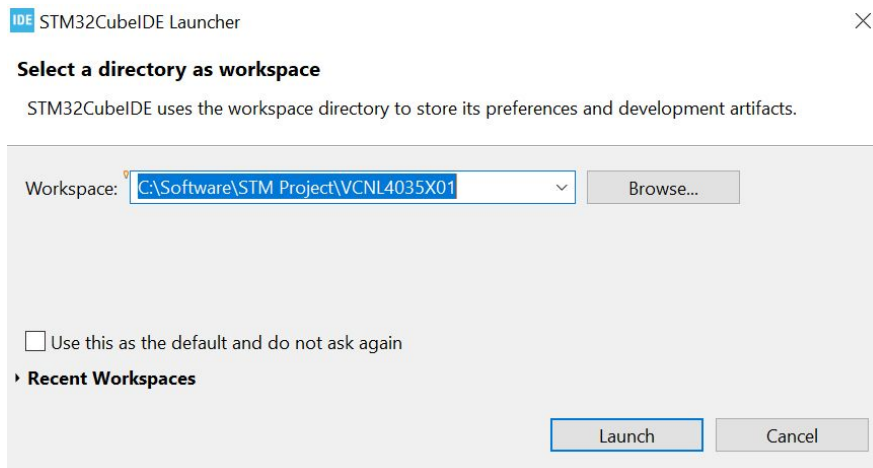 IDE STM32CubeIDE Launcher
Select a directory as workspace
STM32CubeIDE uses the workspace directory to store its preferences and development artifacts.
Workspace: C:\Software\STM Project\VCNL4035X01 Browse...
Use this as the default and do not ask again
Recent Workspaces
Launch Cancel